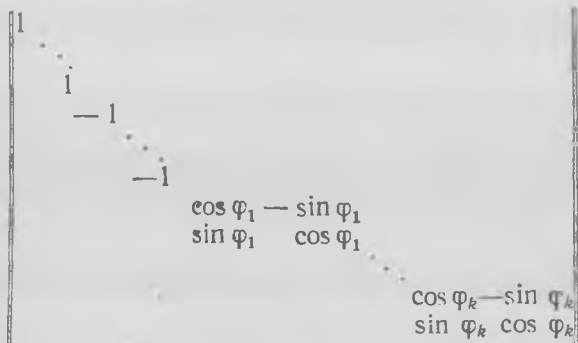 1
1
— 1
—1
cos φ₁ — sin φ₁
sin φ₁ cos φ₁
cos φₖ—sin φₖ
sin φₖ cos φₖ